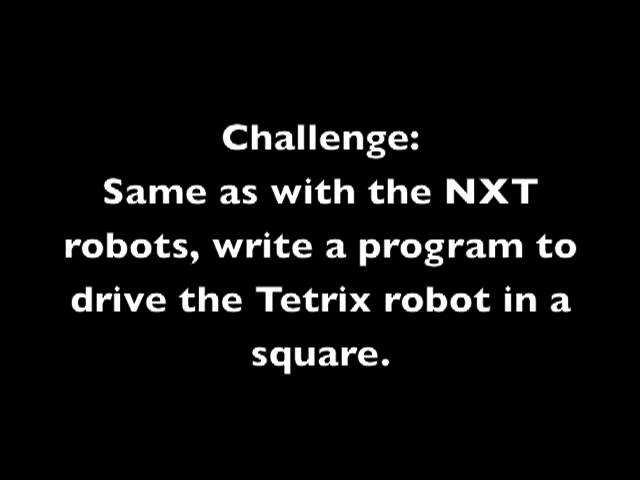 Challenge:
Same as with the NXT
robots, write a program to
drive the Tetrix robot in a
square.